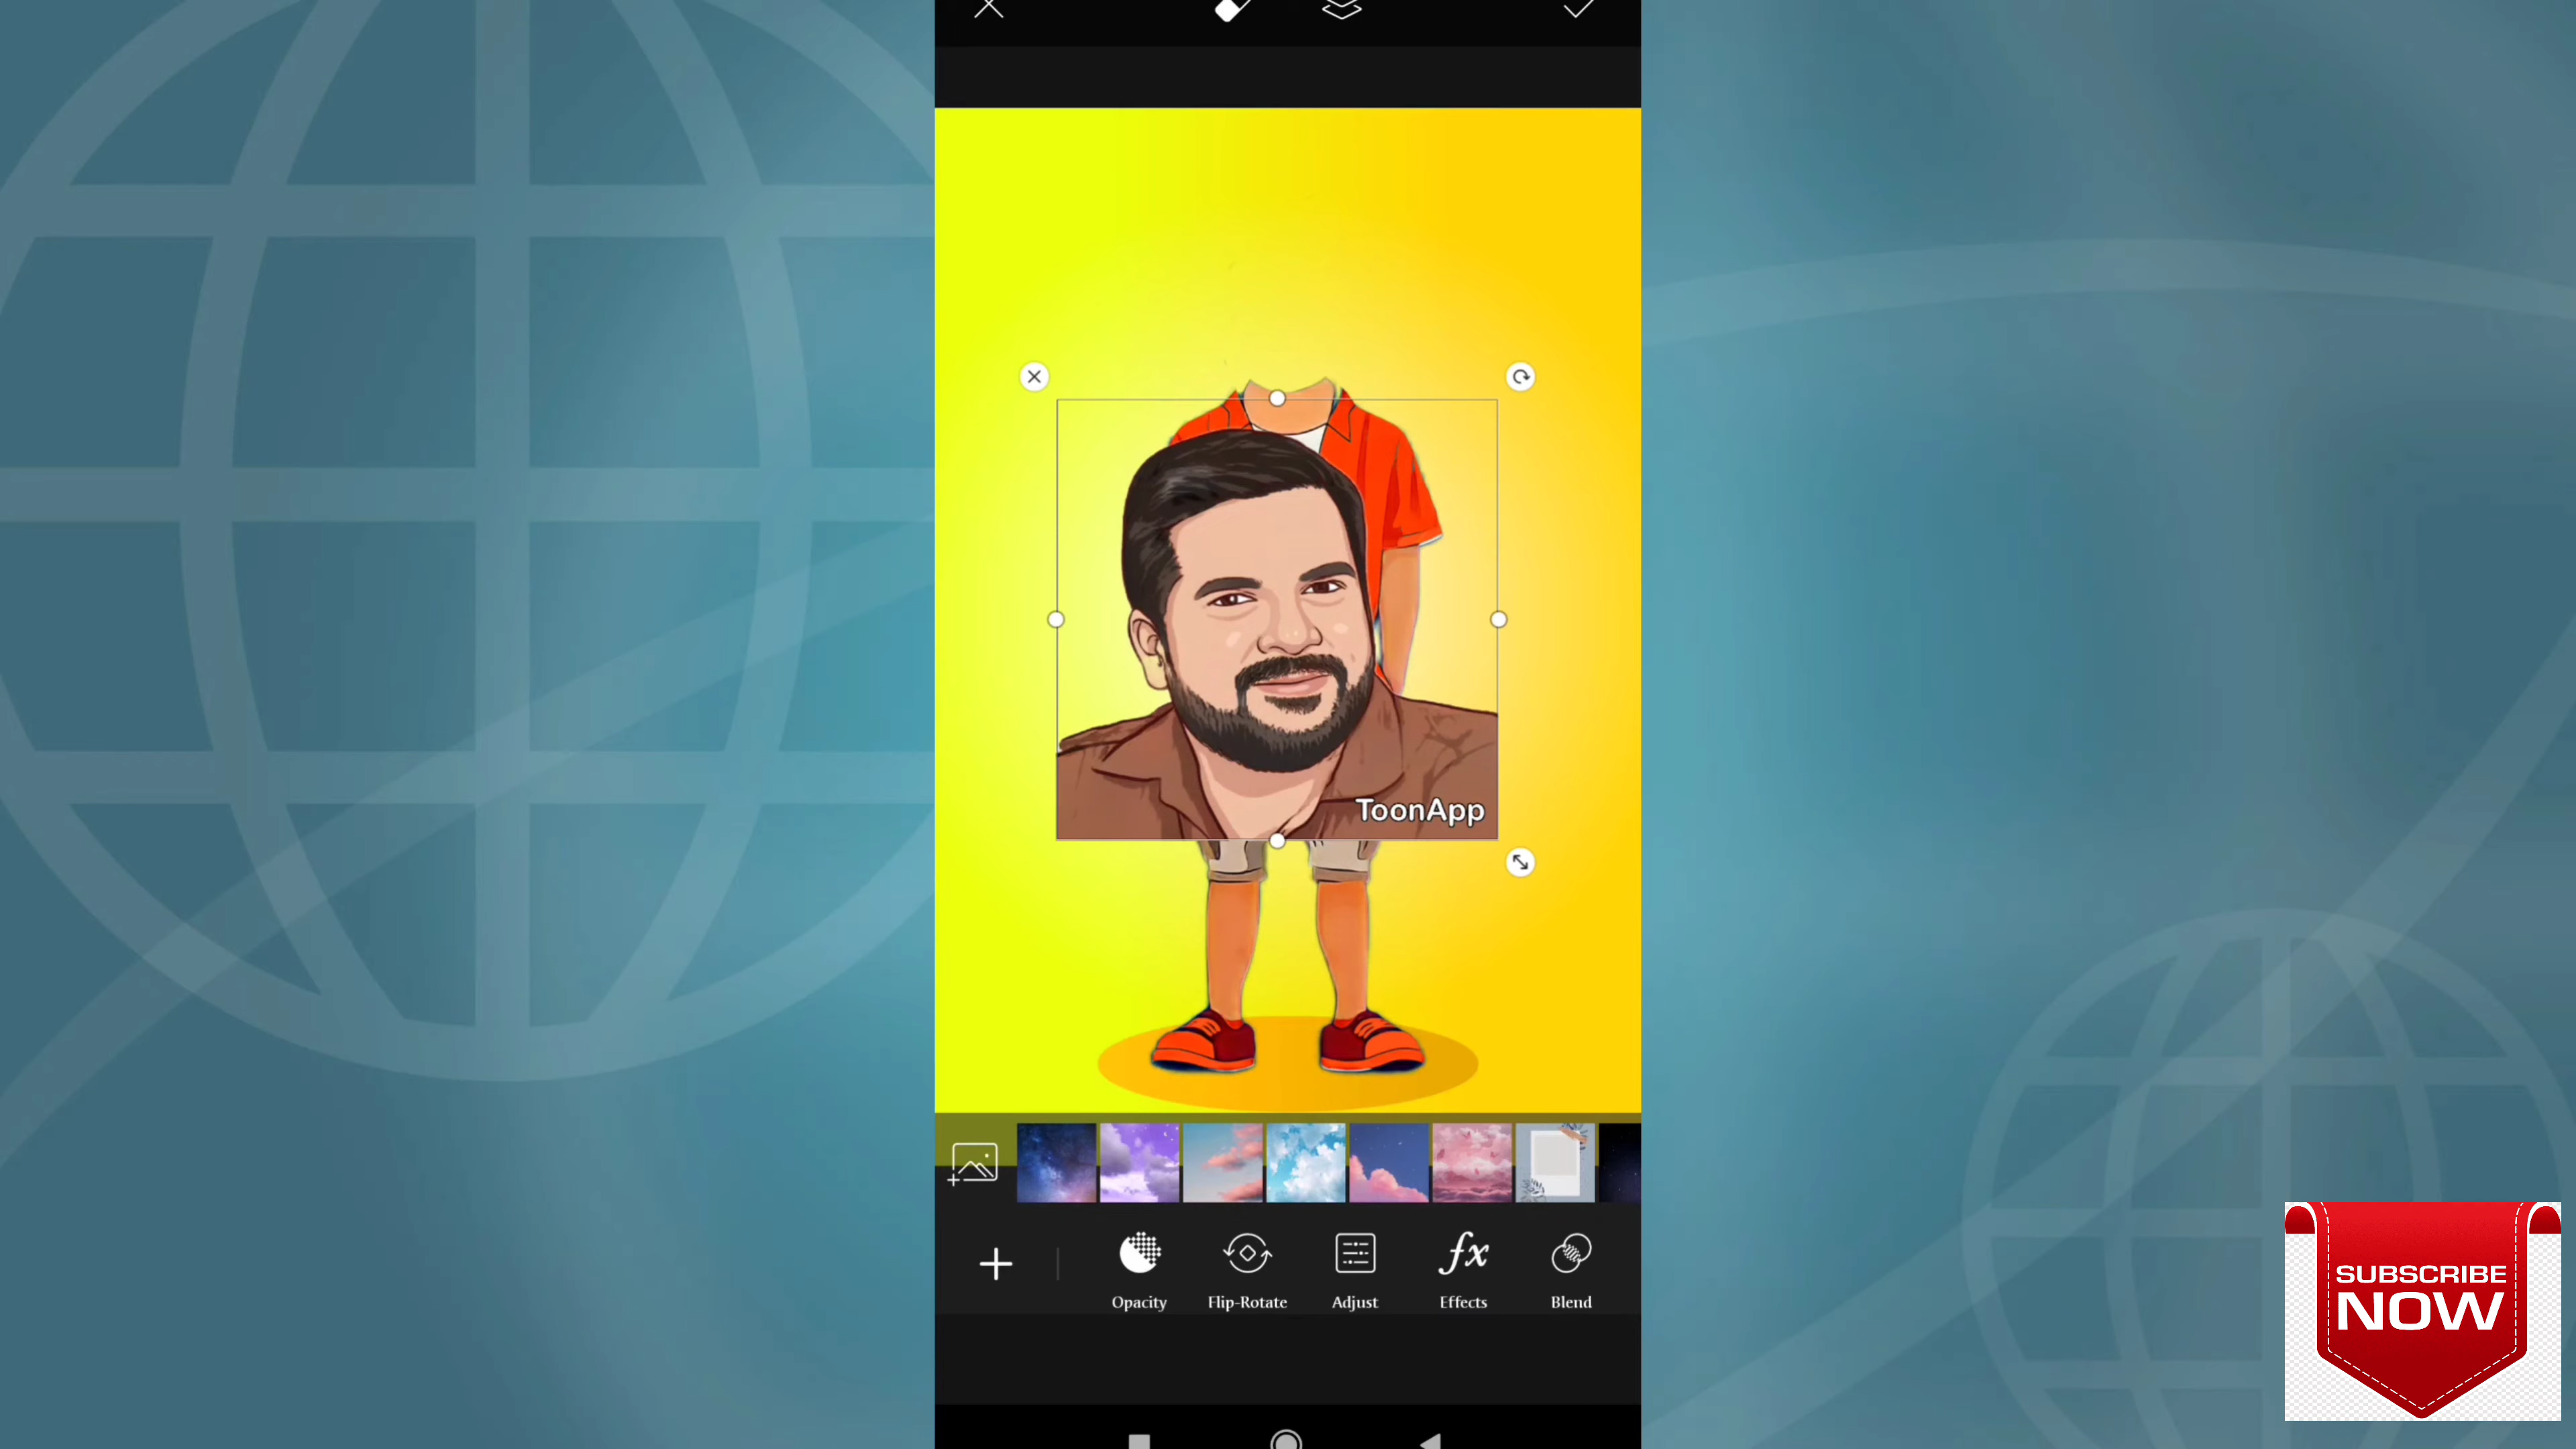 ToonApp
Opacity
Flip-Rotate
Adjust
Effects
Blend
SUBSCRIBE
NOW